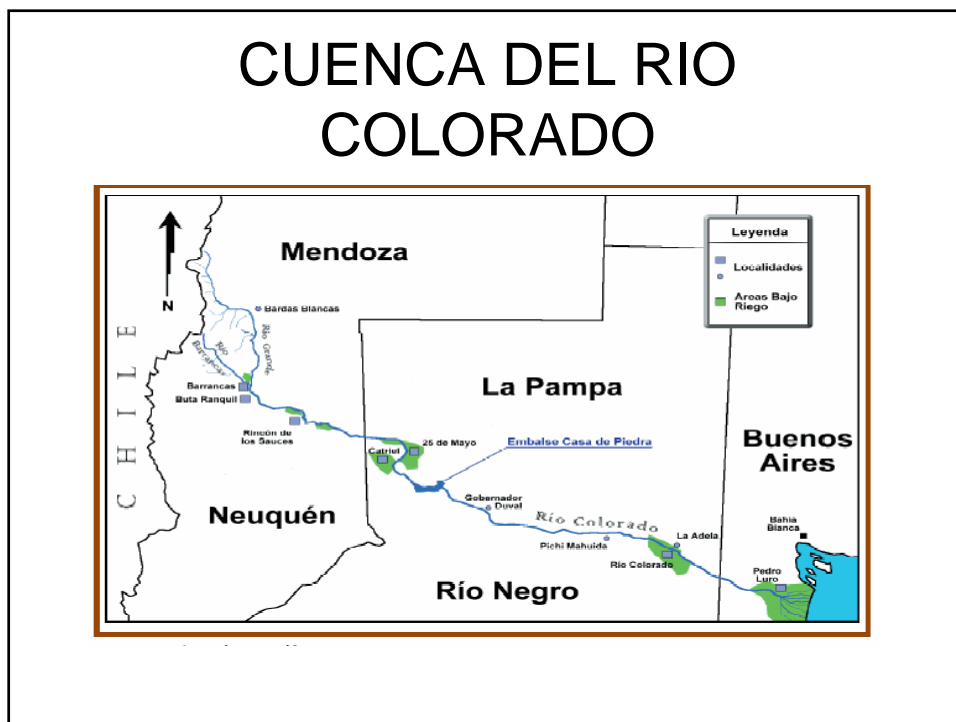 CUENCA DEL RIO
COLORADO
Mendoza
Leyenda
Localidades
Areas Bajo
Riego
N
Bardas Blancas
Río Grande
Río
Barrancas
Barrancas
Buta Ranquil
CHILE
La Pampa
Rincón de
los Sauces
25 de Mayo
Catriel
Embalse Casa de Piedra
Buenos
Aires
Gobernador
Duval
Neuquén
Río Colorado
Bahía
Blanca
La Adela
Pichi Mahuida
Río Colorado
Pedro
Luro
Río Negro